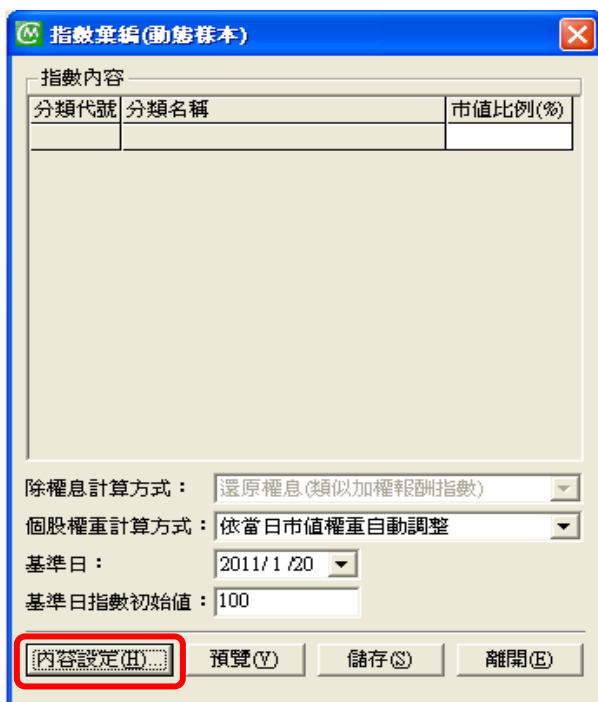 指數彙編(動態樣本)
指數內容
分類代號 分類名稱 市值比例(%)
除權息計算方式： 還原權息(類似加權報酬指數)
個股權重計算方式： 依當日市值權重自動調整
基準日： 2011/ 1 /20
基準日指數初始值： 100
內容設定(H)... 預覽(V) 儲存(S) 離開(E)